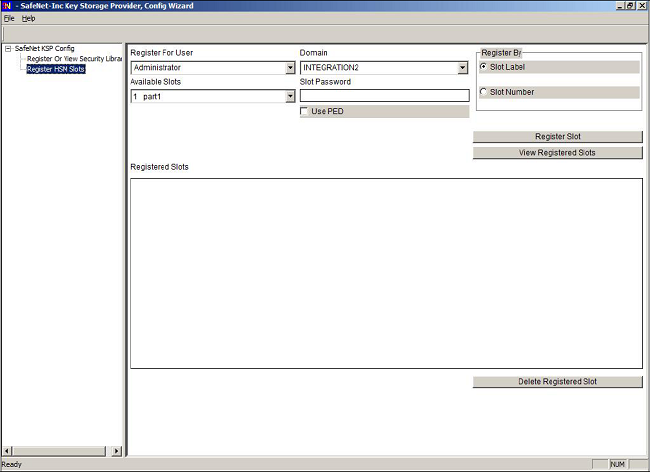 N - SafeNet-Inc Key Storage Provider, Config Wizard
File Help
SafeNet KSP Config
Register Or View Security Librar
Register HSM Slots
Register For User Domain Register By
Administrator INTEGRATION2 Slot Label
Available Slots Slot Password
1 part1 Slot Number
Use PED
Register Slot
View Registered Slots
Registered Slots
Delete Registered Slot
Ready NUM